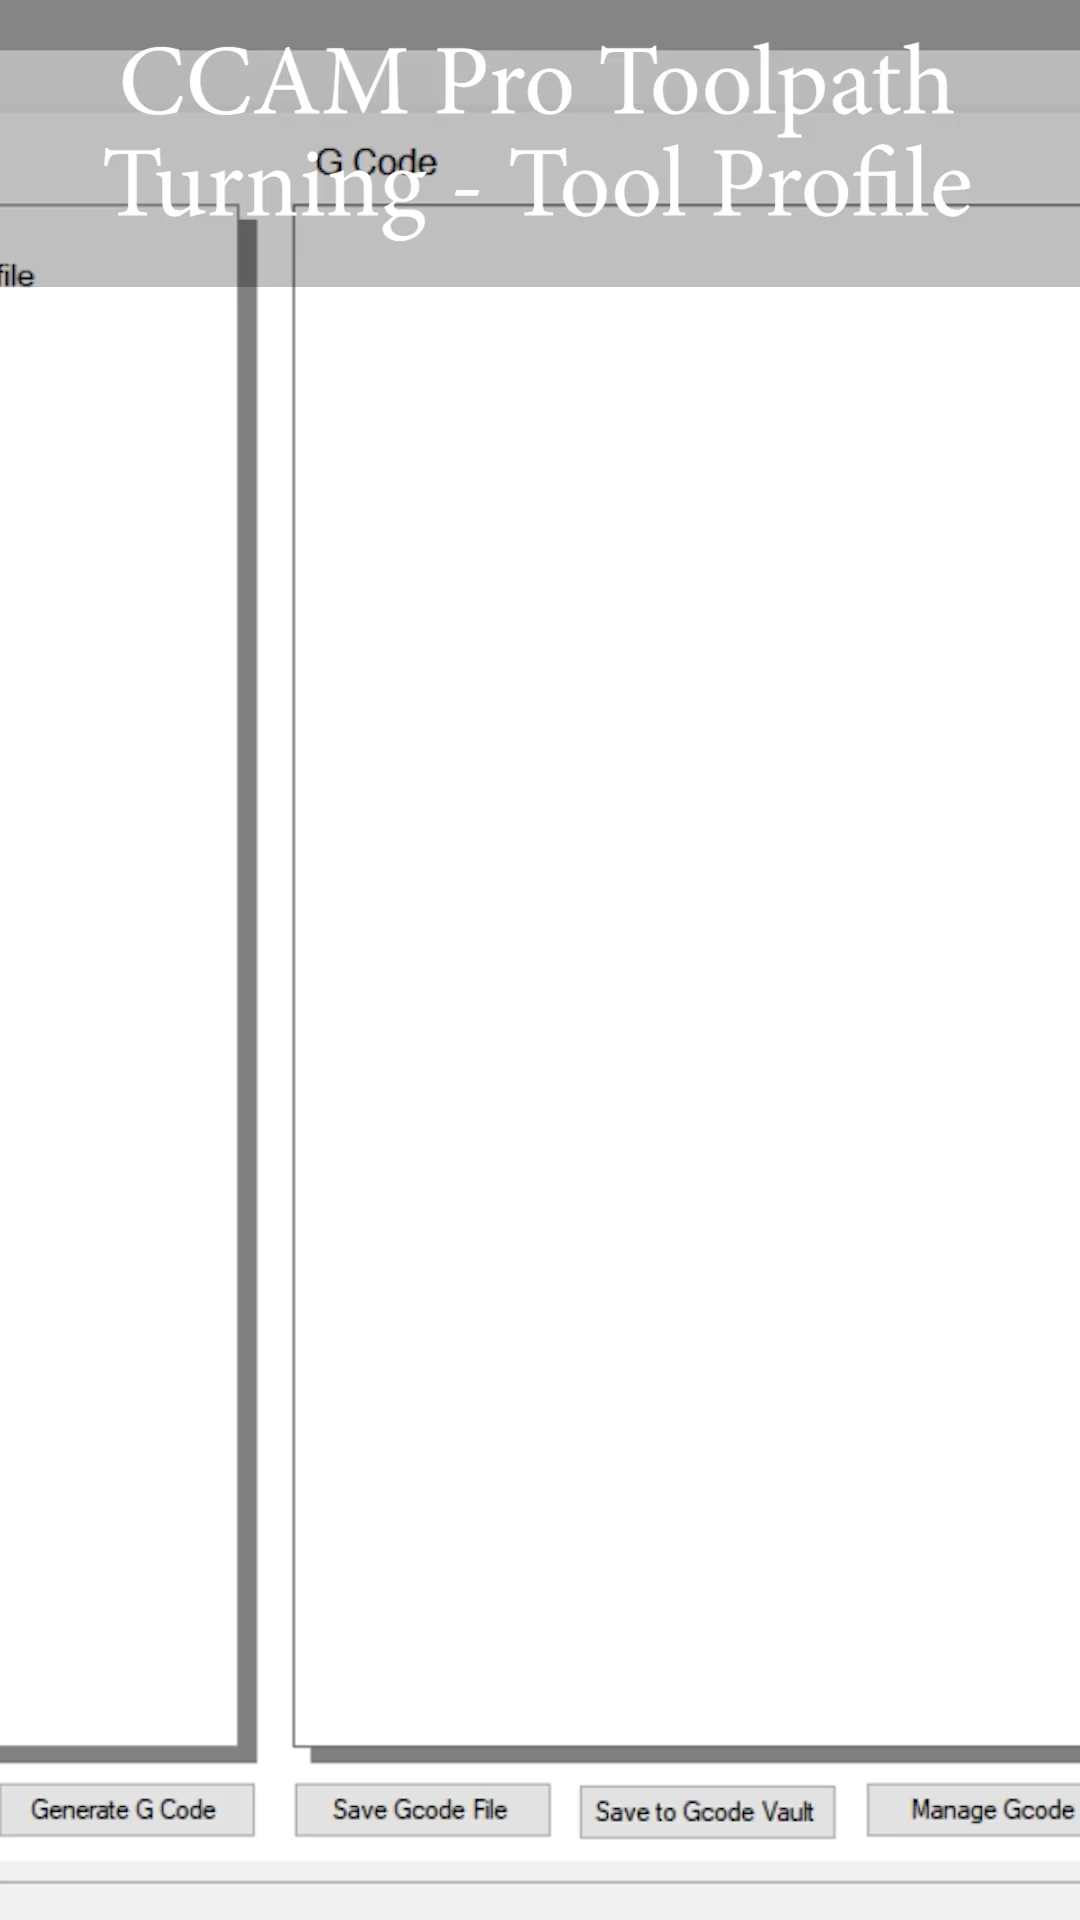 CCAM Pro Toolpath
Turning - Tool Profile
G Code
file
Generate G Code
Save Gcode File
Save to Gcode Vault
Manage Gcode